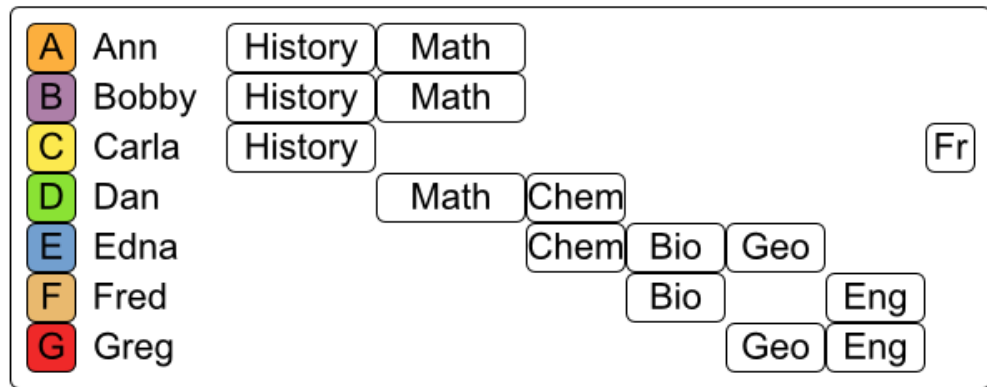 A Ann History Math
B Bobby History Math
C Carla History Fr
D Dan Math Chem
E Edna Chem Bio Geo
F Fred Bio Eng
G Greg Geo Eng